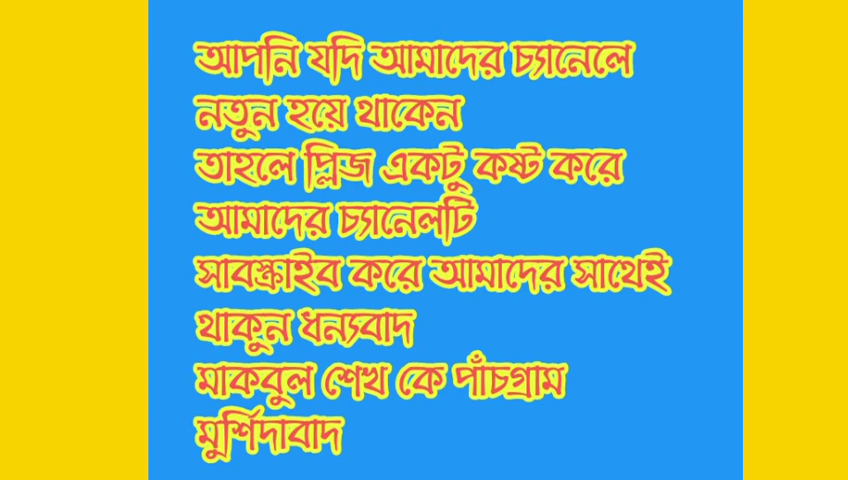 আপনি যদি আমাদের চ্যানেলে
নতুন হয়ে থাকেন
তাহলে প্লিজ একটু কষ্ট করে
আমাদের চ্যানেলটি
সাবস্ক্রাইব করে আমাদের সাথেই
থাকুন ধন্যবাদ
মাকবুল শেখ কে পাঁচগ্রাম
মুর্শিদাবাদ